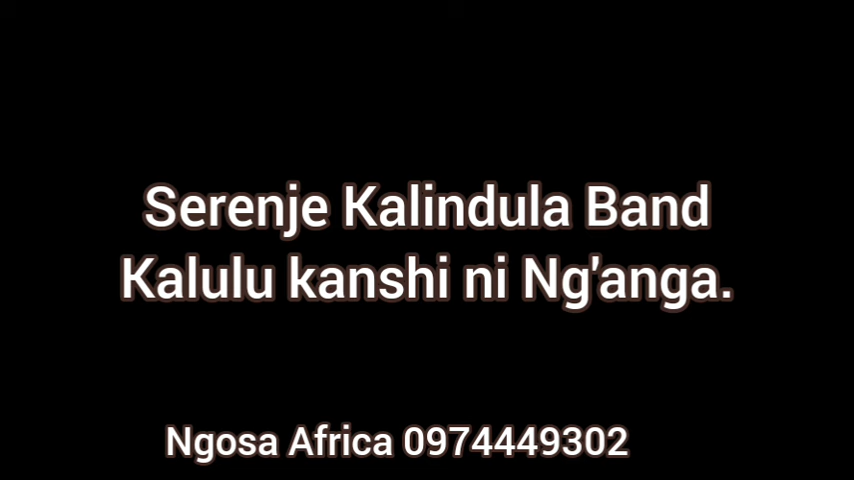 Serenje Kalindula Band
Kalulu kanshi ni Ng'anga.
Ngosa Africa 0974449302